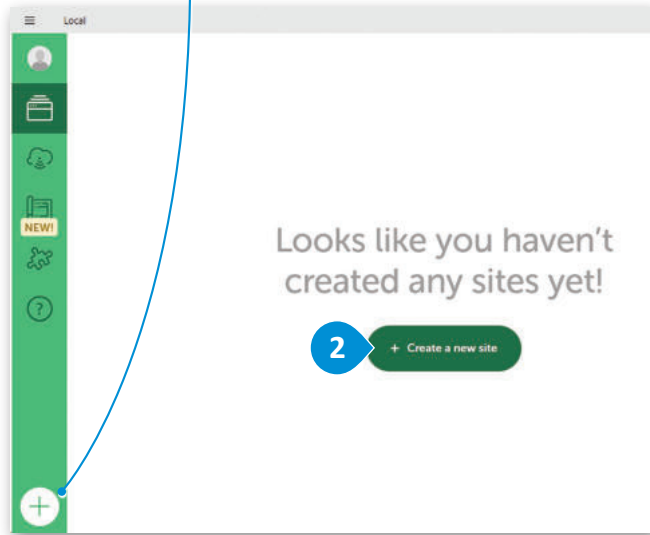 Local
NEW!
Looks like you haven't
created any sites yet!
2
+ Create a new site
?
+